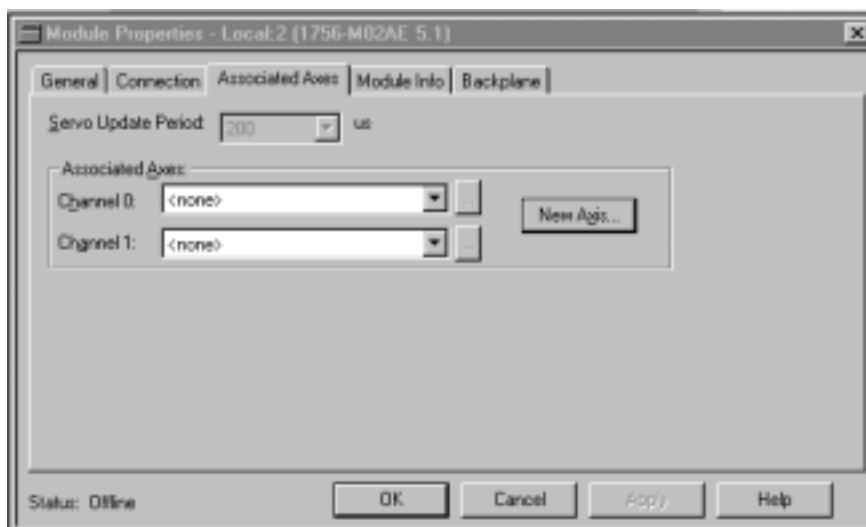 Module Properties - Local:2 (1756-M02AE 5.1)
General Connection Associated Axes Module Info Backplane
Servo Update Period: 200 us
Associated Axes:
Channel 0: <none> ...
New Axis...
Channel 1: <none> ...
Status: Offline OK Cancel Apply Help